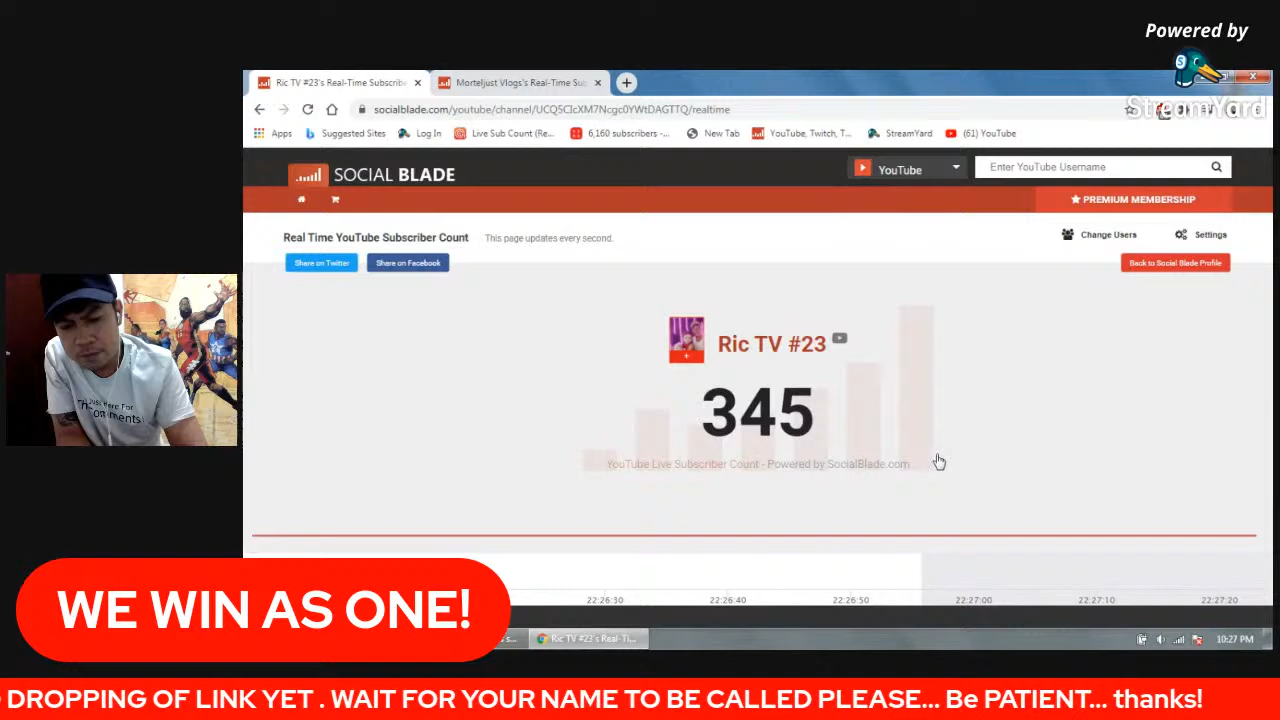 Powered by
StreamYard
Ric TV #23's Real-Time Subscribe
Morteljust Vlogs's Real-Time Sub
socialblade.com/youtube/channel/UCQ5CIcXM7Ncgc0YWtDAGTTQ/realtime
Apps
Suggested Sites
Log In
Live Sub Count (Re...
6,160 subscribers -...
New Tab
YouTube, Twitch, T...
StreamYard
(61) YouTube
SOCIAL BLADE
YouTube
Enter YouTube Username
PREMIUM MEMBERSHIP
Real Time YouTube Subscriber Count
This page updates every second.
Change Users
Settings
Share on Twitter
Share on Facebook
Back to Social Blade Profile
Ric TV #23
345
YouTube Live Subscriber Count - Powered by SocialBlade.com
Just Here For
Comments
22:26:30
22:26:40
22:26:50
22:27:00
22:27:10
22:27:20
WE WIN AS ONE!
Ric TV #23's Real-Ti...
10:27 PM
DROPPING OF LINK YET . WAIT FOR YOUR NAME TO BE CALLED PLEASE... Be PATIENT... thanks!